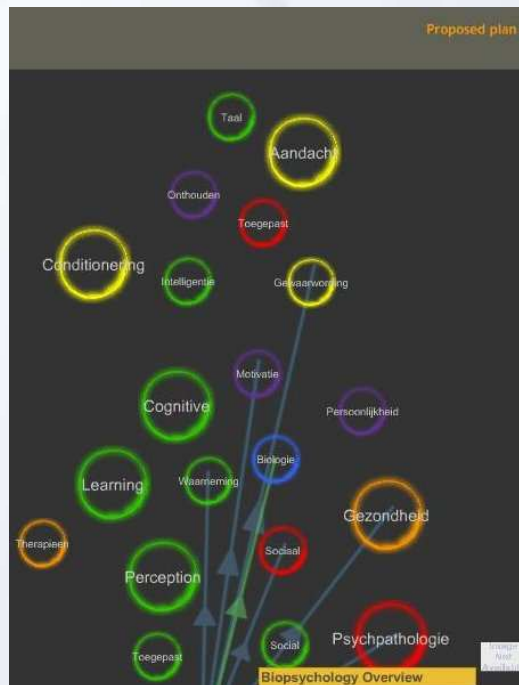 Proposed plan
Taal
Aandacht
Onthouden
Toegepast
Conditionering
Intelligentie
Gewaarwording
Motivatie
Cognitive
Persoonlijkheid
Biologie
Waarneming
Learning
Gezondheid
Therapieen
Sociaal
Perception
Social
Psychpathologie
Toegepast
Biopsychology Overview